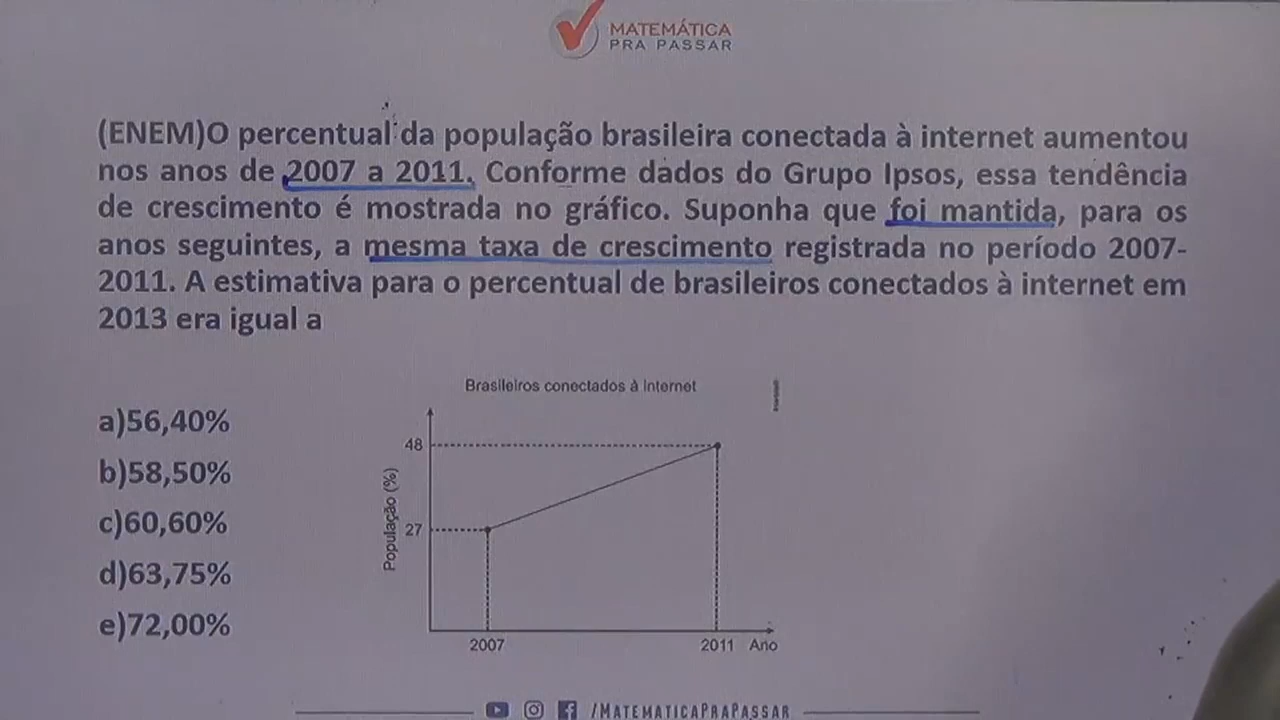 MATEMÁTICA
PRA PASSAR
(ENEM)O percentual da população brasileira conectada à internet aumentou
nos anos de 2007 a 2011. Conforme dados do Grupo Ipsos, essa tendência
de crescimento é mostrada no gráfico. Suponha que foi mantida, para os
anos seguintes, a mesma taxa de crescimento registrada no período 2007-
2011. A estimativa para o percentual de brasileiros conectados à internet em
2013 era igual a
a)56,40%
b)58,50%
c)60,60%
d)63,75%
e)72,00%
Brasileiros conectados à Internet
População (%)
48
27
2007
2011 Ano
/MATEMATICAPRAPASSAR